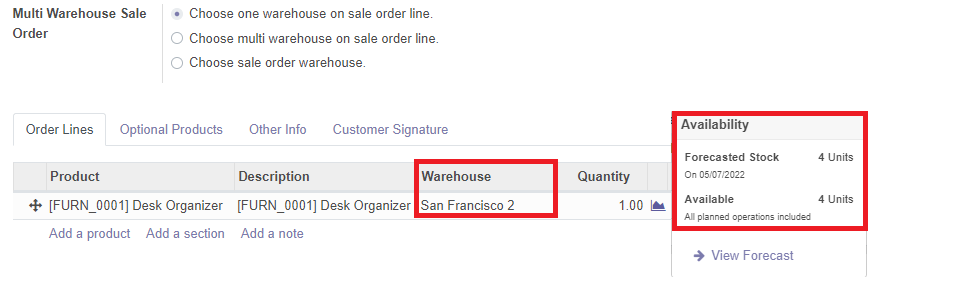 Multi Warehouse Sale Order
Choose one warehouse on sale order line.
Choose multi warehouse on sale order line.
Choose sale order warehouse.
Order Lines Optional Products Other Info Customer Signature
Product Description Warehouse Quantity
[FURN_0001] Desk Organizer [FURN_0001] Desk Organizer San Francisco 2 1.00
Add a product Add a section Add a note
Availability
Forecasted Stock 4 Units
On 05/07/2022
Available 4 Units
All planned operations included
View Forecast